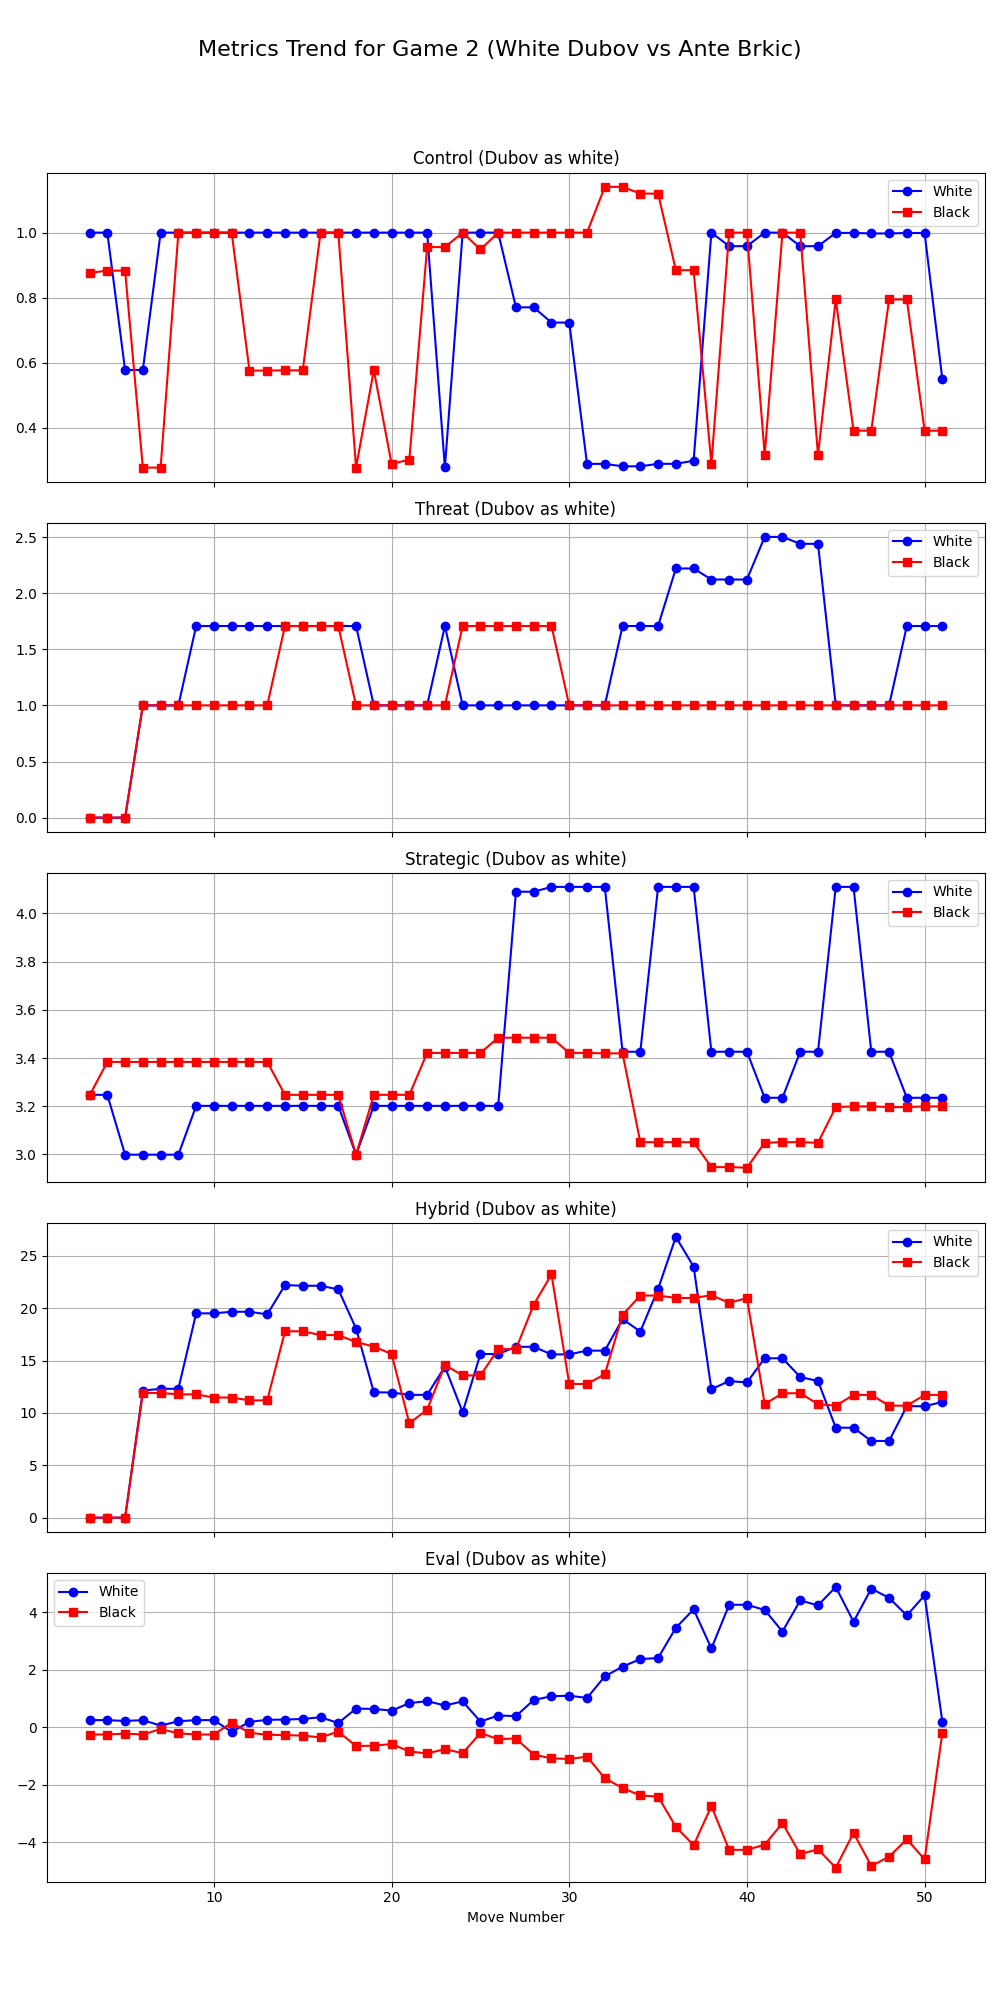 Metrics Trend for Game 2 (White Dubov vs Ante Brkic)
Control (Dubov as white)
White
Black
1.0
0.8
0.6
0.4
Threat (Dubov as white)
White
Black
2.5
2.0
1.5
1.0
0.5
0.0
Strategic (Dubov as white)
White
Black
4.0
3.8
3.6
3.4
3.2
3.0
Hybrid (Dubov as white)
White
Black
25
20
15
10
5
0
Eval (Dubov as white)
White
Black
4
2
0
−2
−4
10 20 30 40 50
Move Number